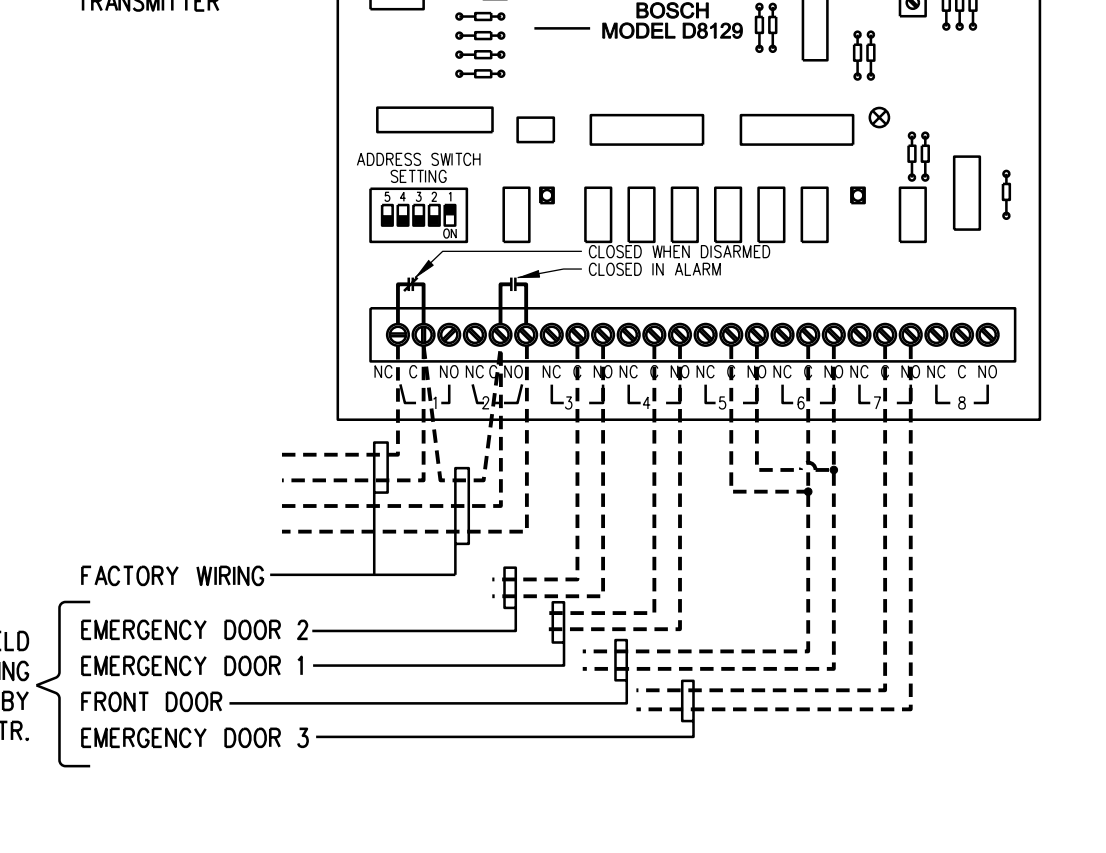 TRANSMITTER
BOSCH
MODEL D8129
ADDRESS SWITCH
SETTING
5 4 3 2 1
ON
CLOSED WHEN DISARMED
CLOSED IN ALARM
NC C NO NC C NO NC C NO NC C NO NC C NO NC C NO NC C NO NC C NO
1 2 3 4 5 6 7 8
FACTORY WIRING
EMERGENCY DOOR 2
EMERGENCY DOOR 1
FRONT DOOR
EMERGENCY DOOR 3
BY
TR.